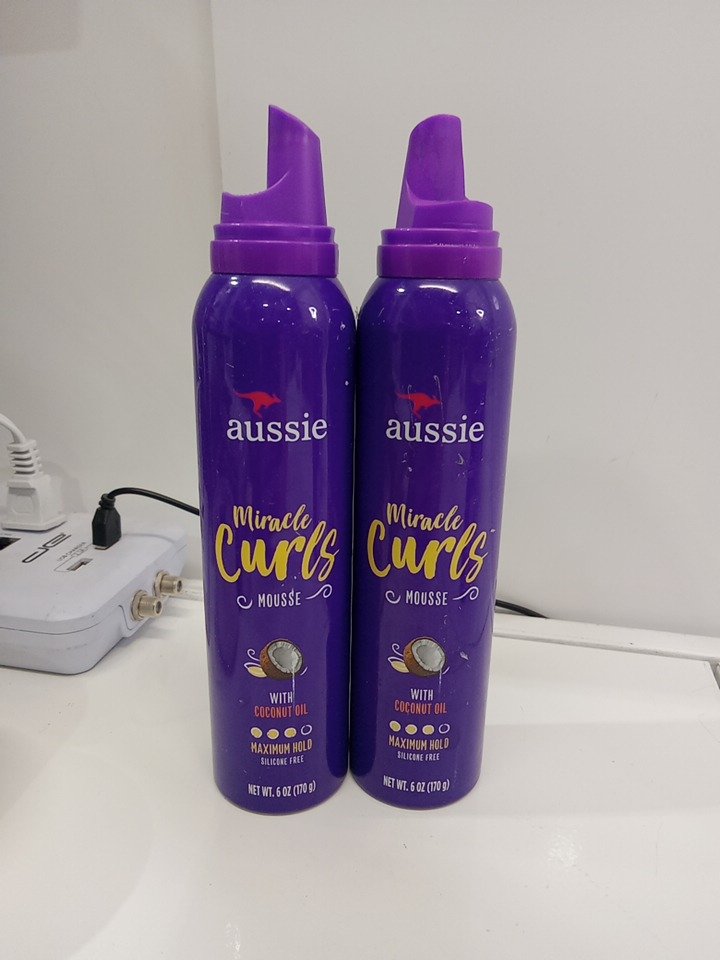 aussie
Miracle
Curls
MOUSSE
WITH
COCONUT OIL
MAXIMUM HOLD
SILICONE FREE
NET WT. 6 OZ (170 g)
aussie
Miracle
Curls
MOUSSE
WITH
COCONUT OIL
MAXIMUM HOLD
SILICONE FREE
NET WT. 6 OZ (170 g)